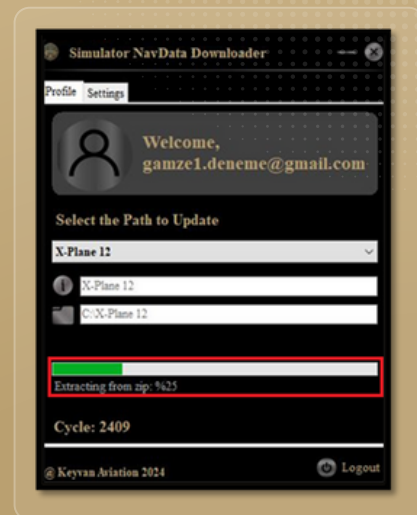 Simulator NavData Downloader
Profile Settings
Welcome,
gamze1.deneme@gmail.com
Select the Path to Update
X-Plane 12
X-Plane 12
C:\X-Plane 12
Extracting from zip: %25
Cycle: 2409
@ Keyvan Aviation 2024
Logout